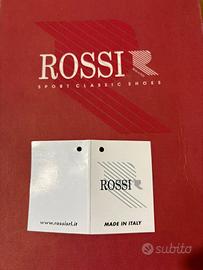 ROSSI R
SPORT CLASSIC SHOES
ROSSI R
www.rossisrl.it
MADE IN ITALY
subito